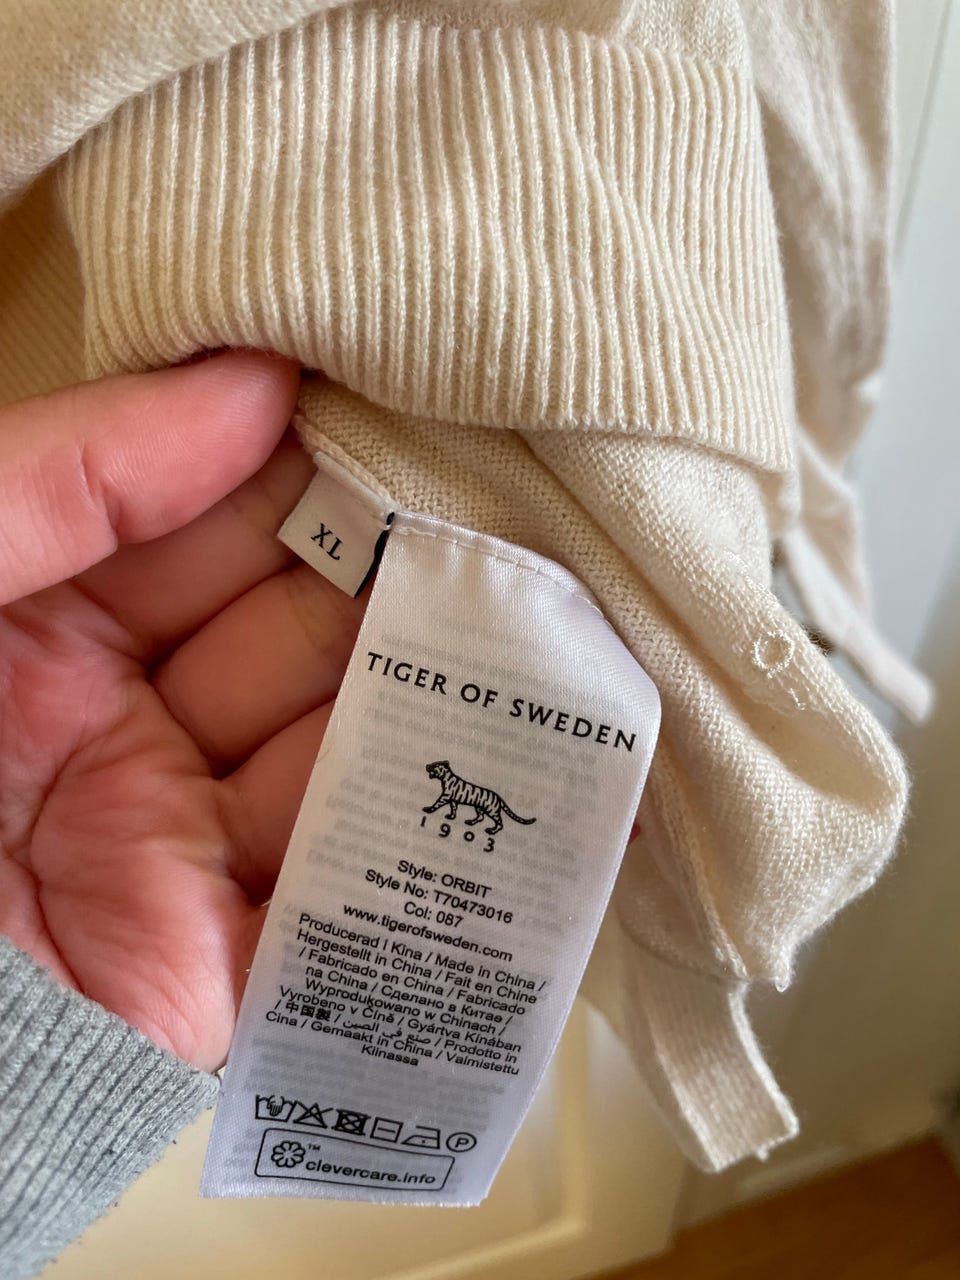 XL
TIGER OF SWEDEN
1903
Style: ORBIT
Style No: T70473016
Col: 087
www.tigerofsweden.com
Producerad i Kina / Made in China /
Hergestellt in China / Fait en Chine
/ Fabricado en China / Fabricado
na China / Сделано в Китае /
Wyprodukowano w Chinach /
Vyrobeno v Číně / Gyártva Kínában
/ 中国製 / صنع في الصين / Prodotto in
Cina / Gemaakt in China / Valmistettu
Kiinassa
P
™
clevercare.info